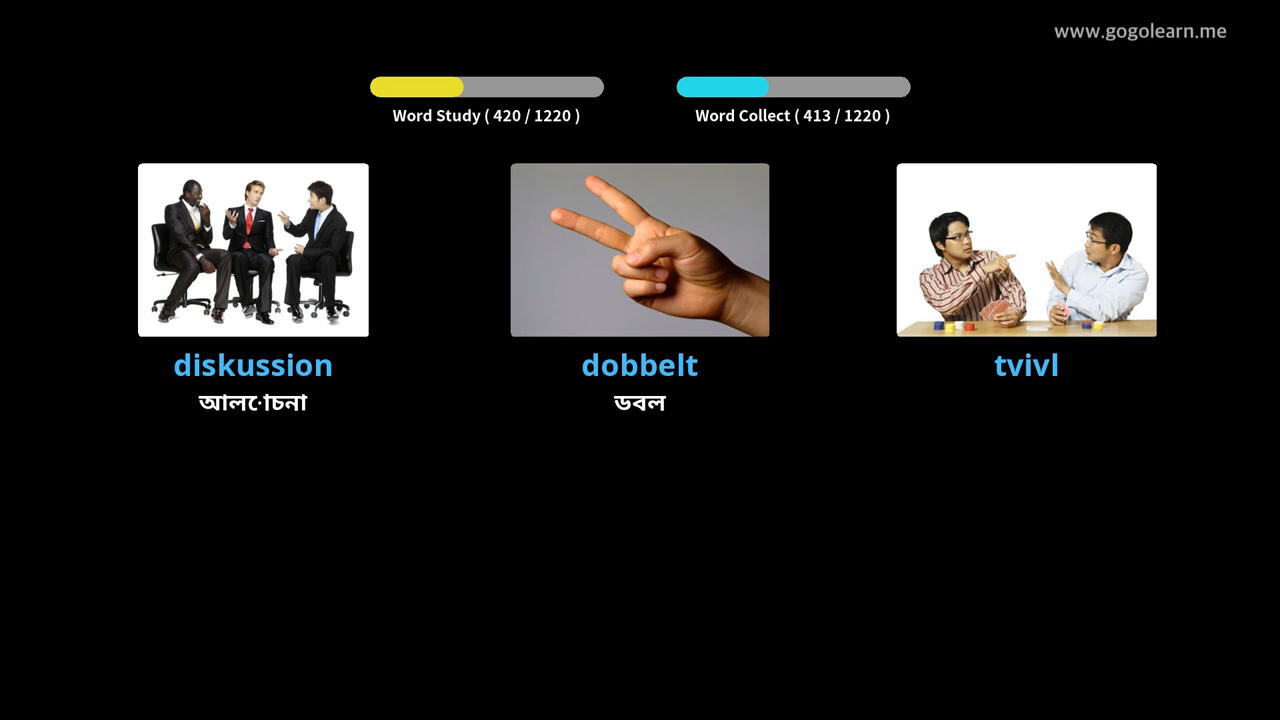 www.gogolearn.me
Word Study ( 420 / 1220 )
Word Collect ( 413 / 1220 )
diskussion
আলোচনা
dobbelt
ডবল
tvivl